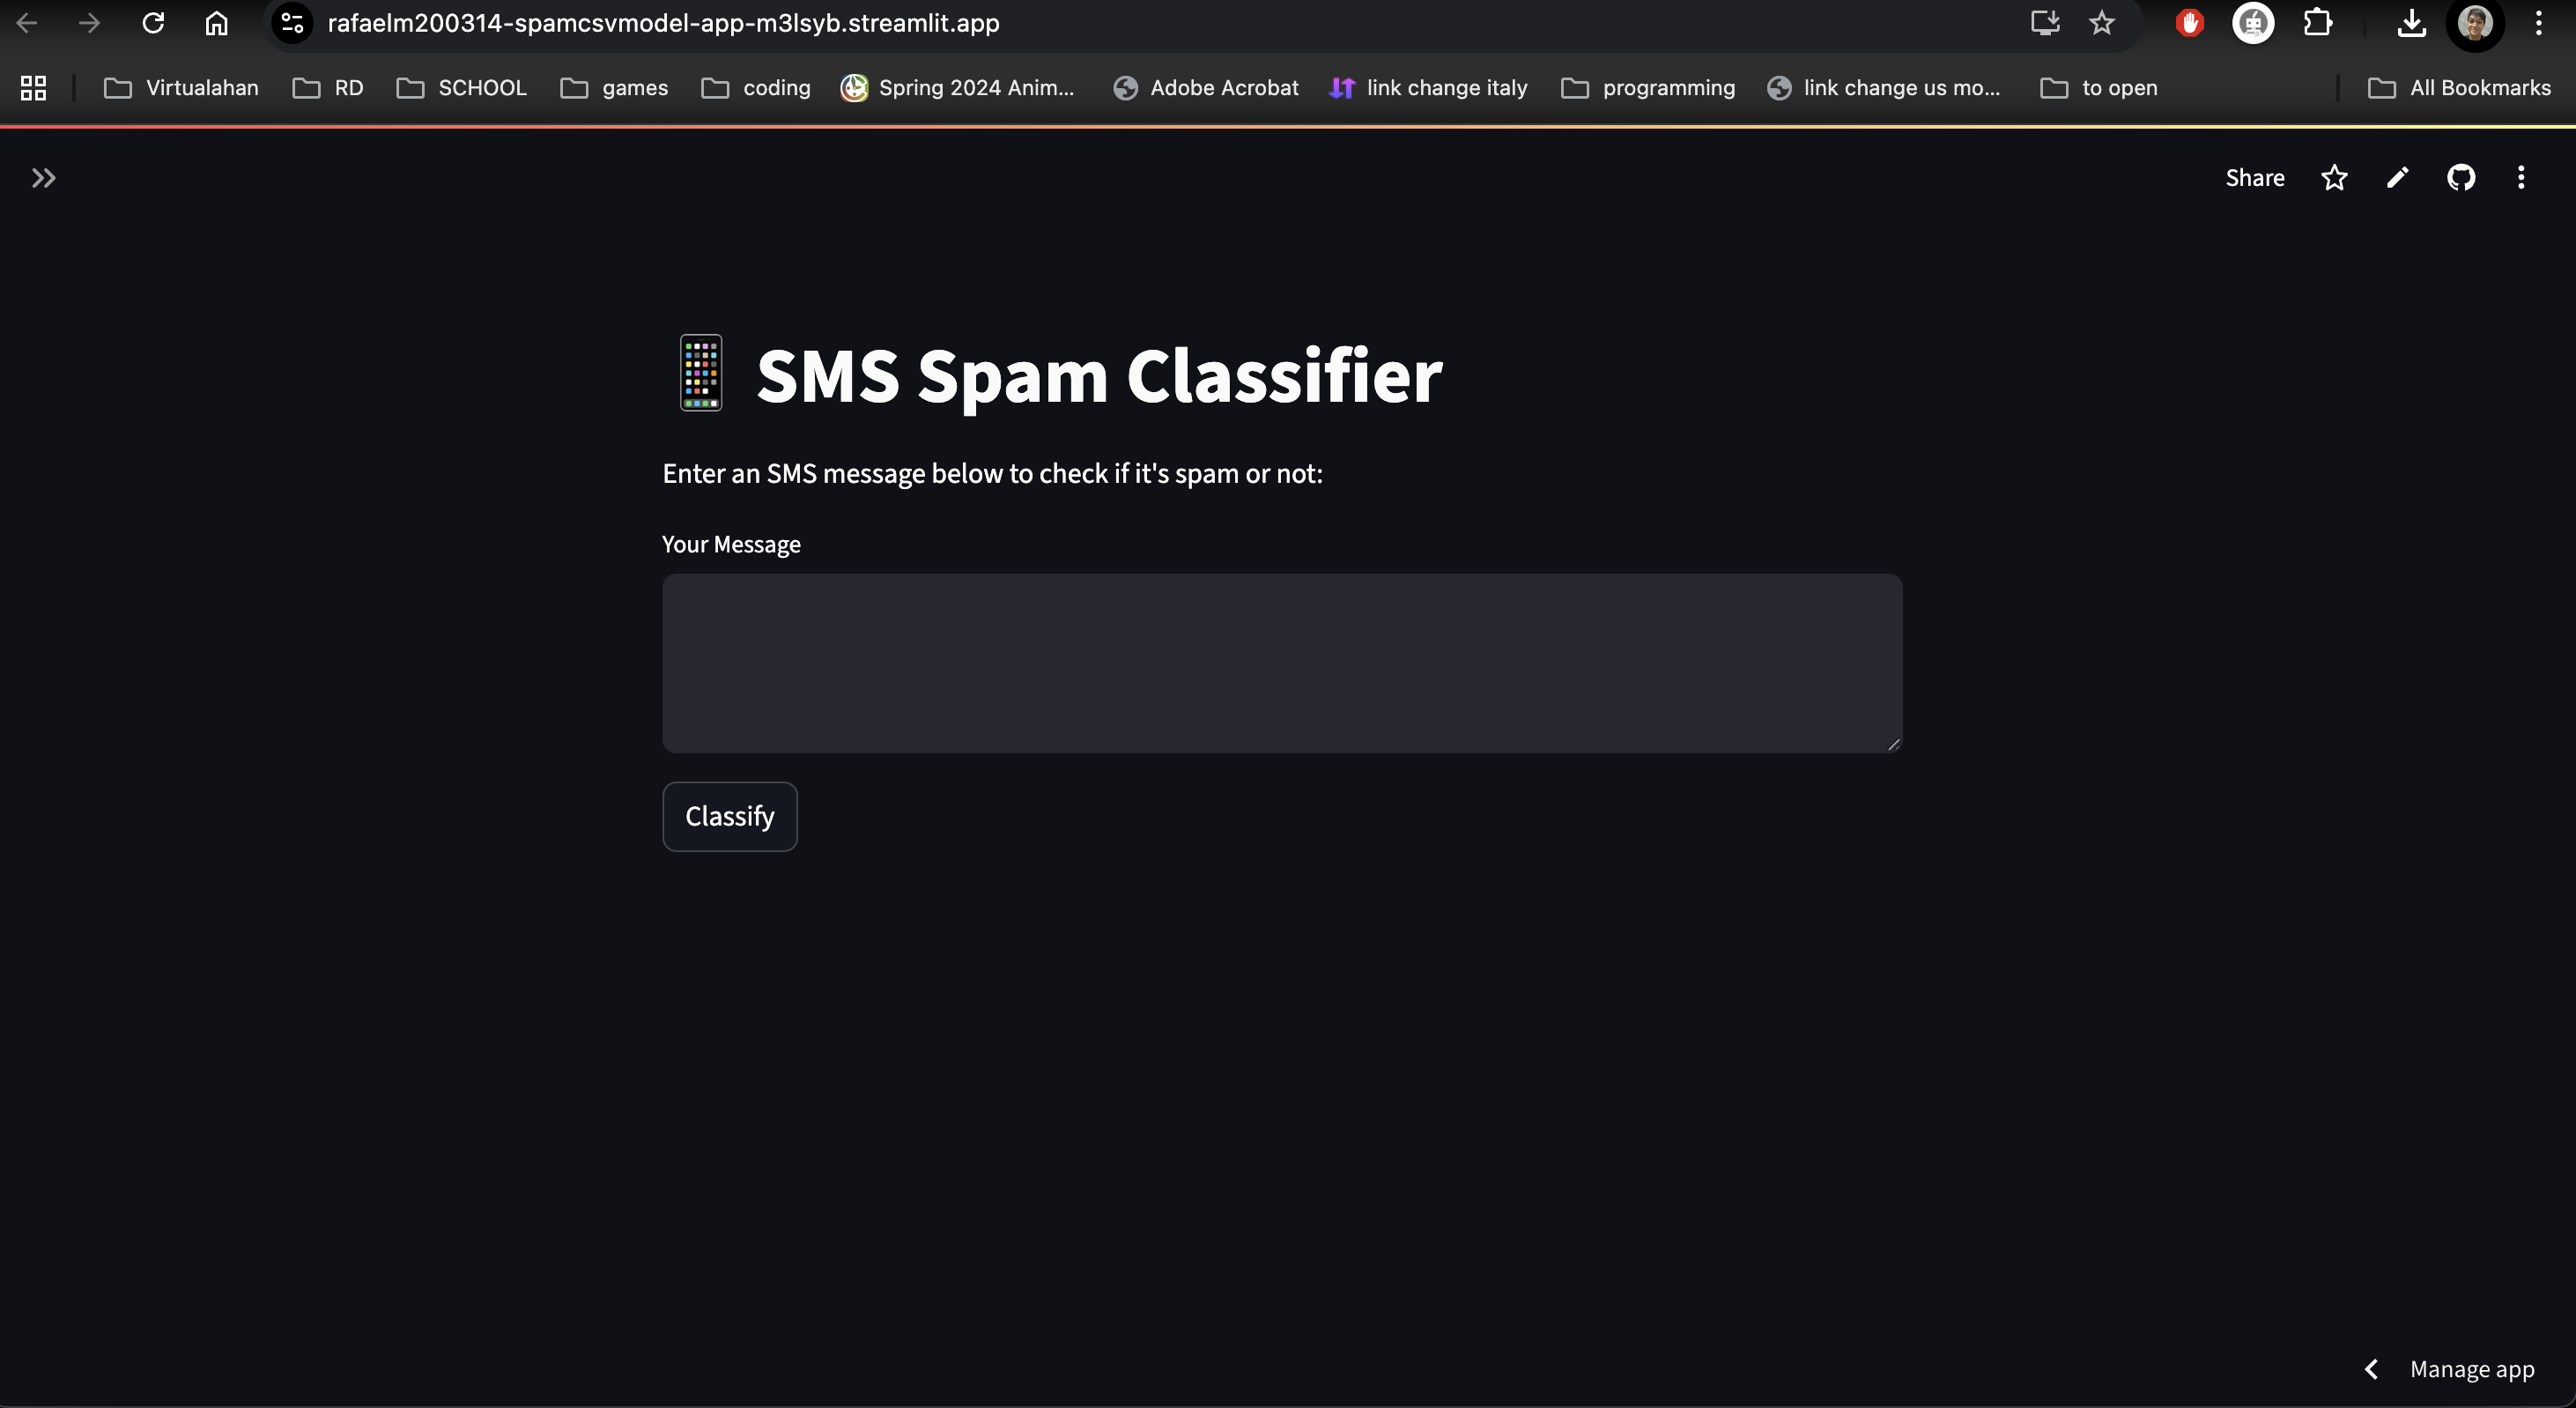 rafaelm200314-spamcsvmodel-app-m3lsyb.streamlit.app
Virtualahan RD SCHOOL games coding Spring 2024 Anim... Adobe Acrobat link change italy programming link change us mo... to open All Bookmarks
Share
SMS Spam Classifier
Enter an SMS message below to check if it's spam or not:
Your Message
Classify
Manage app